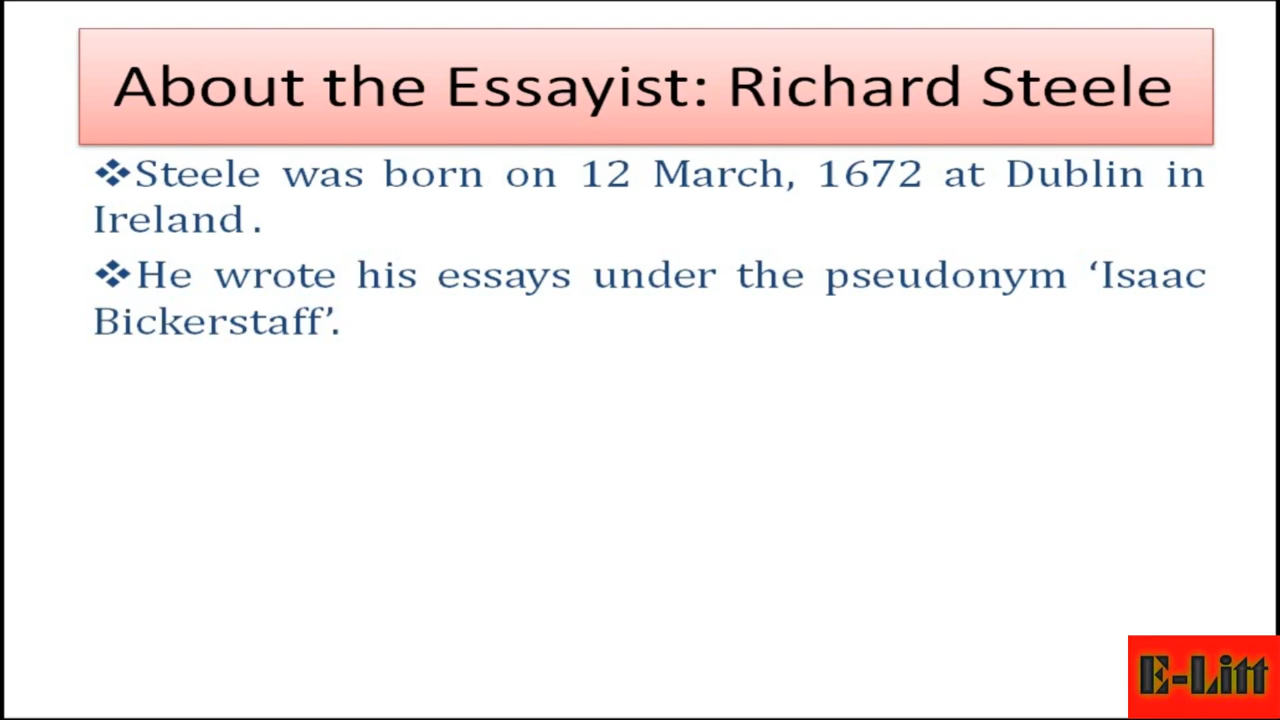 About the Essayist: Richard Steele
❖Steele was born on 12 March, 1672 at Dublin in
Ireland.
❖He wrote his essays under the pseudonym ‘Isaac
Bickerstaff’.
E-Litt